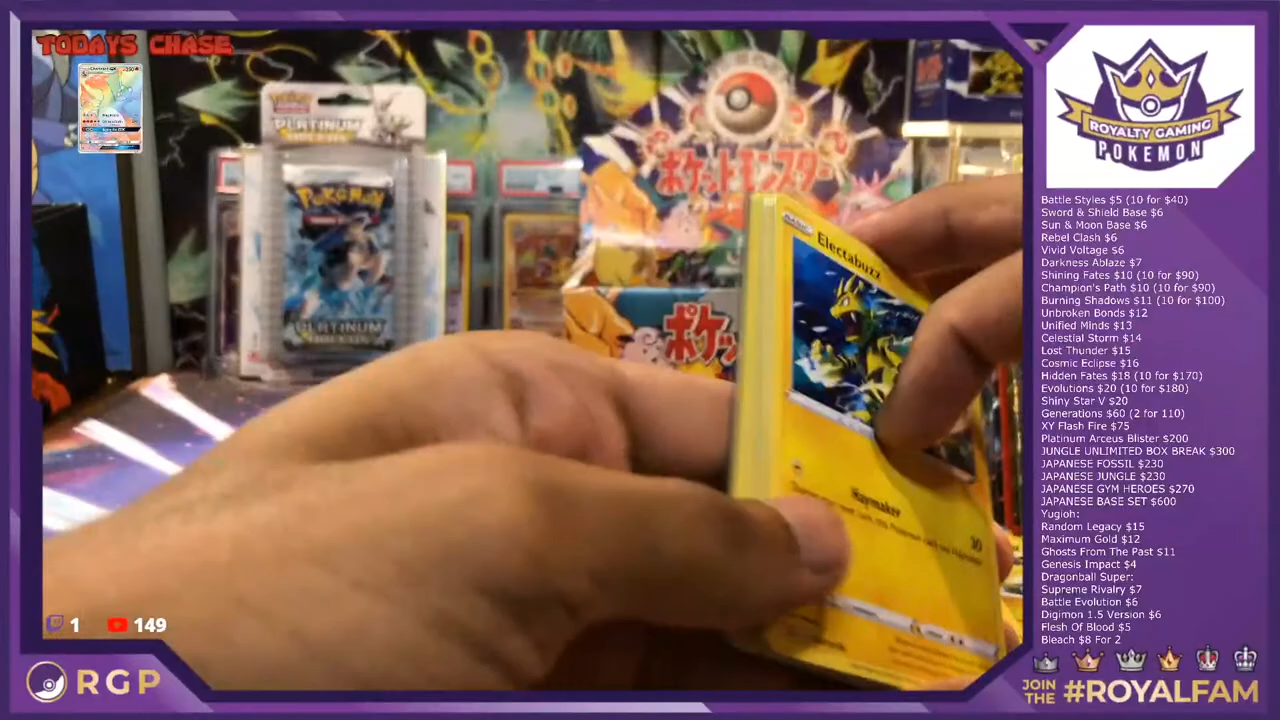 TODAYS CHASE
PLATINUM
POKéMON
PLATINUM
ポケットモンスター
ポケ
BASIC
Electabuzz
Haymaker
30
1
149
RGP
ROYALTY GAMING
POKEMON
Battle Styles $5 (10 for $40)
Sword & Shield Base $6
Sun & Moon Base $6
Rebel Clash $6
Vivid Voltage $6
Darkness Ablaze $7
Shining Fates $10 (10 for $90)
Champion's Path $10 (10 for $90)
Burning Shadows $11 (10 for $100)
Unbroken Bonds $12
Unified Minds $13
Celestial Storm $14
Lost Thunder $15
Cosmic Eclipse $16
Hidden Fates $18 (10 for $170)
Evolutions $20 (10 for $180)
Shiny Star V $20
Generations $60 (2 for 110)
XY Flash Fire $75
Platinum Arceus Blister $200
JUNGLE UNLIMITED BOX BREAK $300
JAPANESE FOSSIL $230
JAPANESE JUNGLE $230
JAPANESE GYM HEROES $270
JAPANESE BASE SET $600
Yugioh:
Random Legacy $15
Maximum Gold $12
Ghosts From The Past $11
Genesis Impact $4
Dragonball Super:
Supreme Rivalry $7
Battle Evolution $6
Digimon 1.5 Version $6
Flesh Of Blood $5
Bleach $8 For 2
JOIN
THE
#ROYALFAM